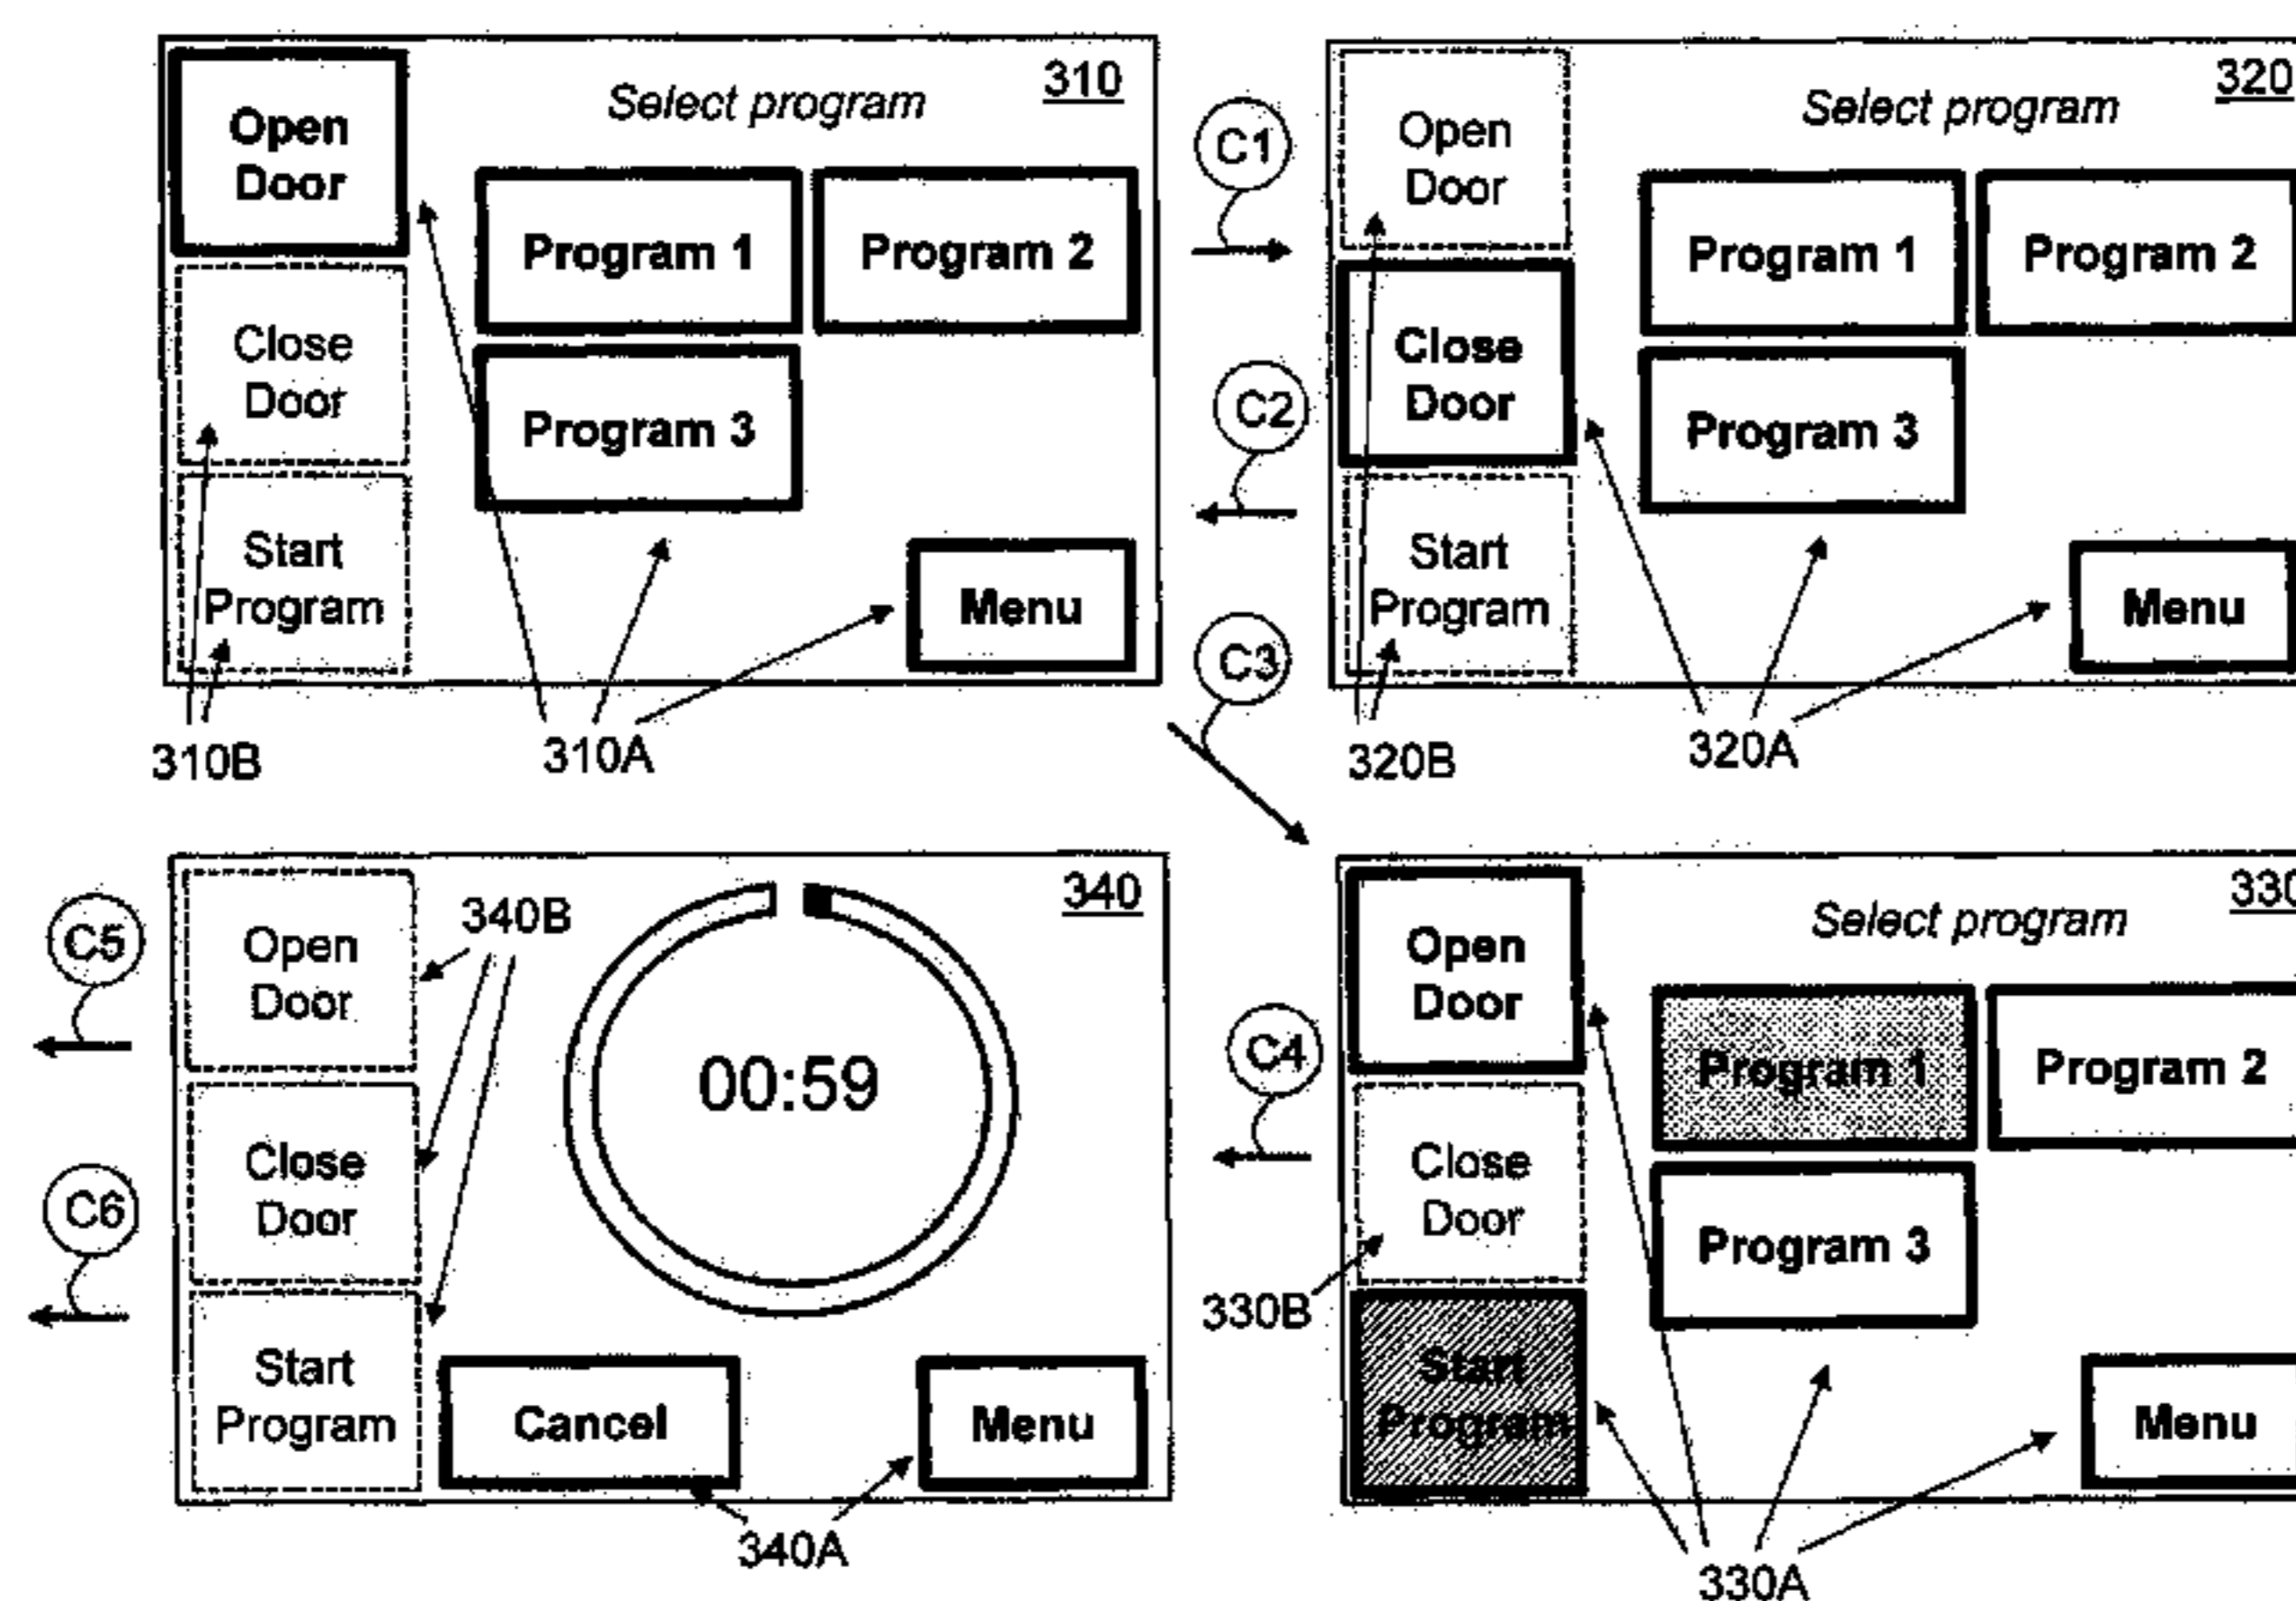 310
Select program
Open
Door
Program 1
Program 2
Close
Door
Program 3
Start
Program
Menu
310B
310A
C1
C2
C3
320
Select program
Open
Door
Program 1
Program 2
Close
Door
Program 3
Start
Program
Menu
320B
320A
C5
C6
340
Open
Door
340B
00:59
Close
Door
Start
Program
Cancel
Menu
340A
C4
330
Select program
Open
Door
Program 1
Program 2
Close
Door
Program 3
330B
Start
Program
Menu
330A